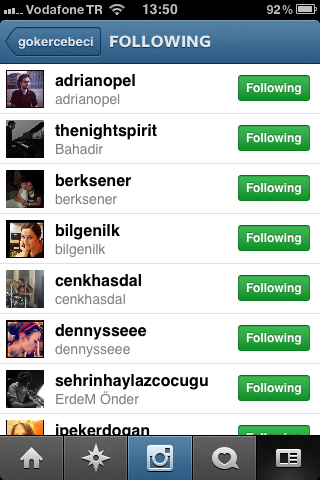 Vodafone TR 13:50 92%
gokercebeci FOLLOWING
adrianopel
adrianopel
Following
thenightspirit
Bahadir
Following
berksener
berksener
Following
bilgenilk
bilgenilk
Following
cenkhasdal
cenkhasdal
Following
dennysseee
dennysseee
Following
sehrinhaylazcocugu
ErdeM Önder
Following
ipekerdogan
Following